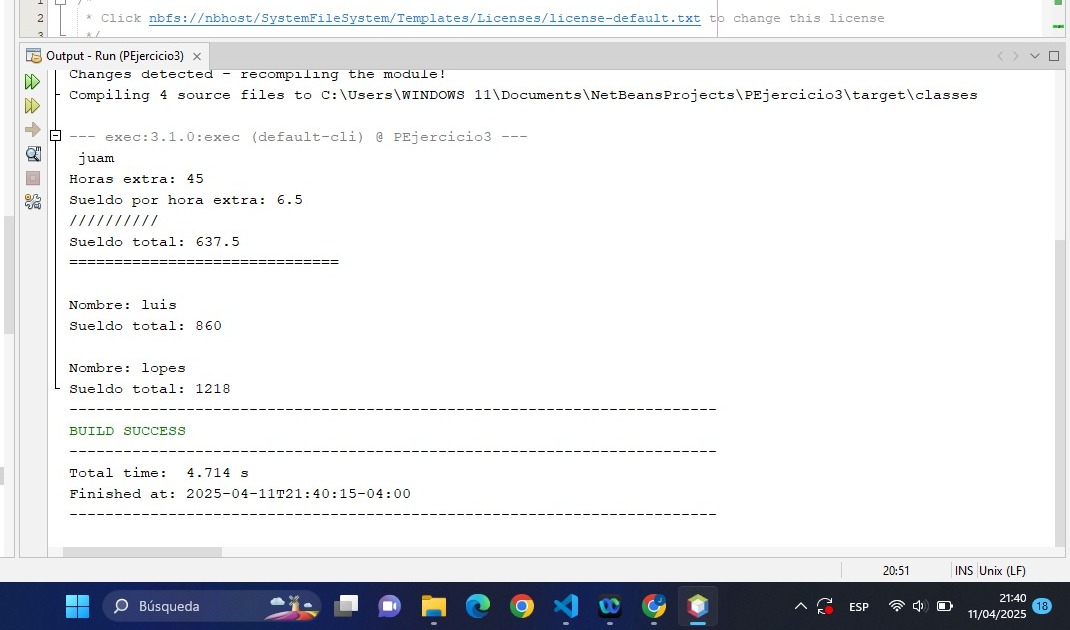 1 /*
2 * Click nbfs://nbhost/SystemFileSystem/Templates/Licenses/license-default.txt to change this license
3 */
Output - Run (PEjercicio3) ×
Changes detected - recompiling the module!
Compiling 4 source files to C:\Users\WINDOWS 11\Documents\NetBeansProjects\PEjercicio3\target\classes
--- exec:3.1.0:exec (default-cli) @ PEjercicio3 ---
juam
Horas extra: 45
Sueldo por hora extra: 6.5
//////////
Sueldo total: 637.5
==============================
Nombre: luis
Sueldo total: 860
Nombre: lopes
Sueldo total: 1218
------------------------------------------------------------------------
BUILD SUCCESS
------------------------------------------------------------------------
Total time:  4.714 s
Finished at: 2025-04-11T21:40:15-04:00
------------------------------------------------------------------------
20:51 INS Unix (LF)
Búsqueda
ESP
21:40
11/04/2025
18